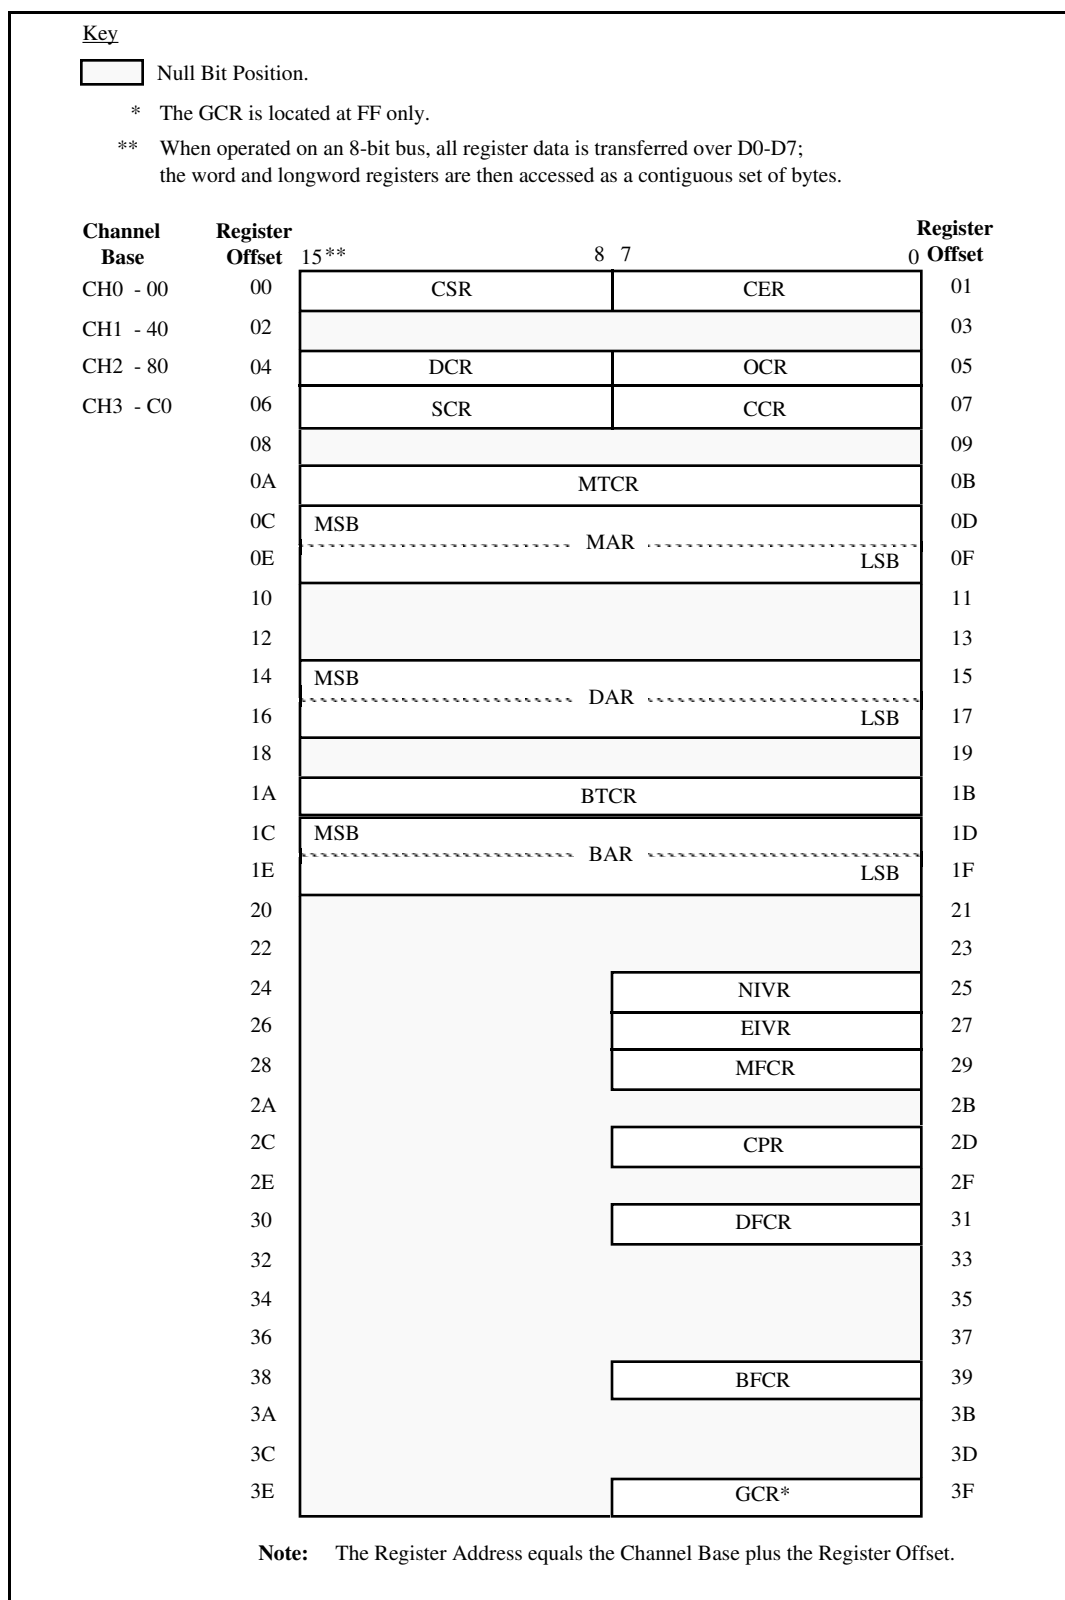 Key
Null Bit Position.
* The GCR is located at FF only.
** When operated on an 8-bit bus, all register data is transferred over D0-D7;
the word and longword registers are then accessed as a contiguous set of bytes.
Channel Register Register
Base Offset 15** 8 7 0 Offset
CH0 - 00 00 CSR CER 01
CH1 - 40 02 03
CH2 - 80 04 DCR OCR 05
CH3 - C0 06 SCR CCR 07
08 09
0A MTCR 0B
0C MSB 0D
MAR
0E LSB 0F
10 11
12 13
14 MSB 15
DAR
16 LSB 17
18 19
1A BTCR 1B
1C MSB 1D
BAR
1E LSB 1F
20 21
22 23
24 NIVR 25
26 EIVR 27
28 MFCR 29
2A 2B
2C CPR 2D
2E 2F
30 DFCR 31
32 33
34 35
36 37
38 BFCR 39
3A 3B
3C 3D
3E GCR* 3F
Note: The Register Address equals the Channel Base plus the Register Offset.